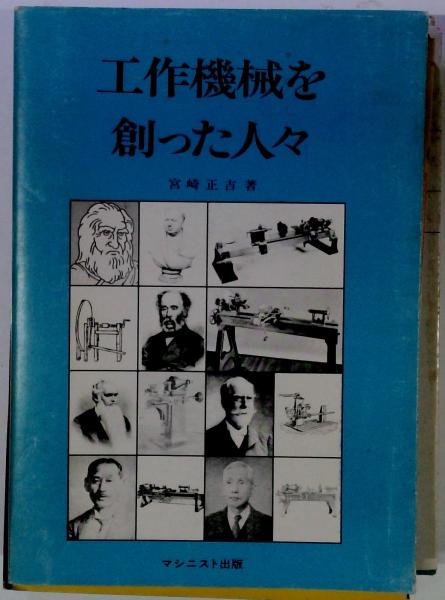 工作機械を
創った人々
宮崎正吉著
マシニスト出版